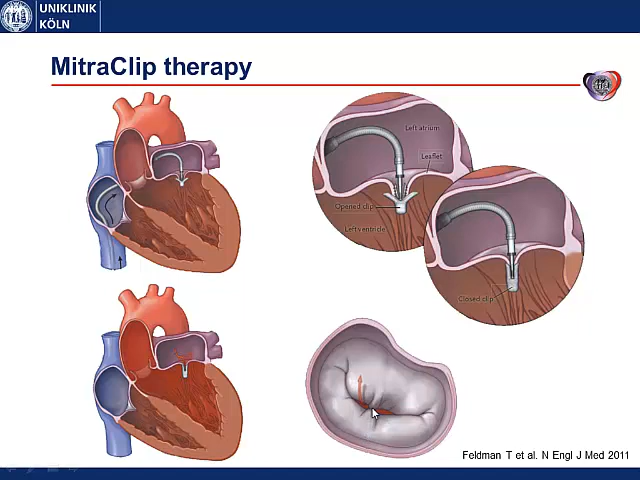 UNIKLINIK
KÖLN
MitraClip therapy
Left atrium
Leaflet
Opened clip
Left ventricle
Closed clip
Feldman T et al. N Engl J Med 2011